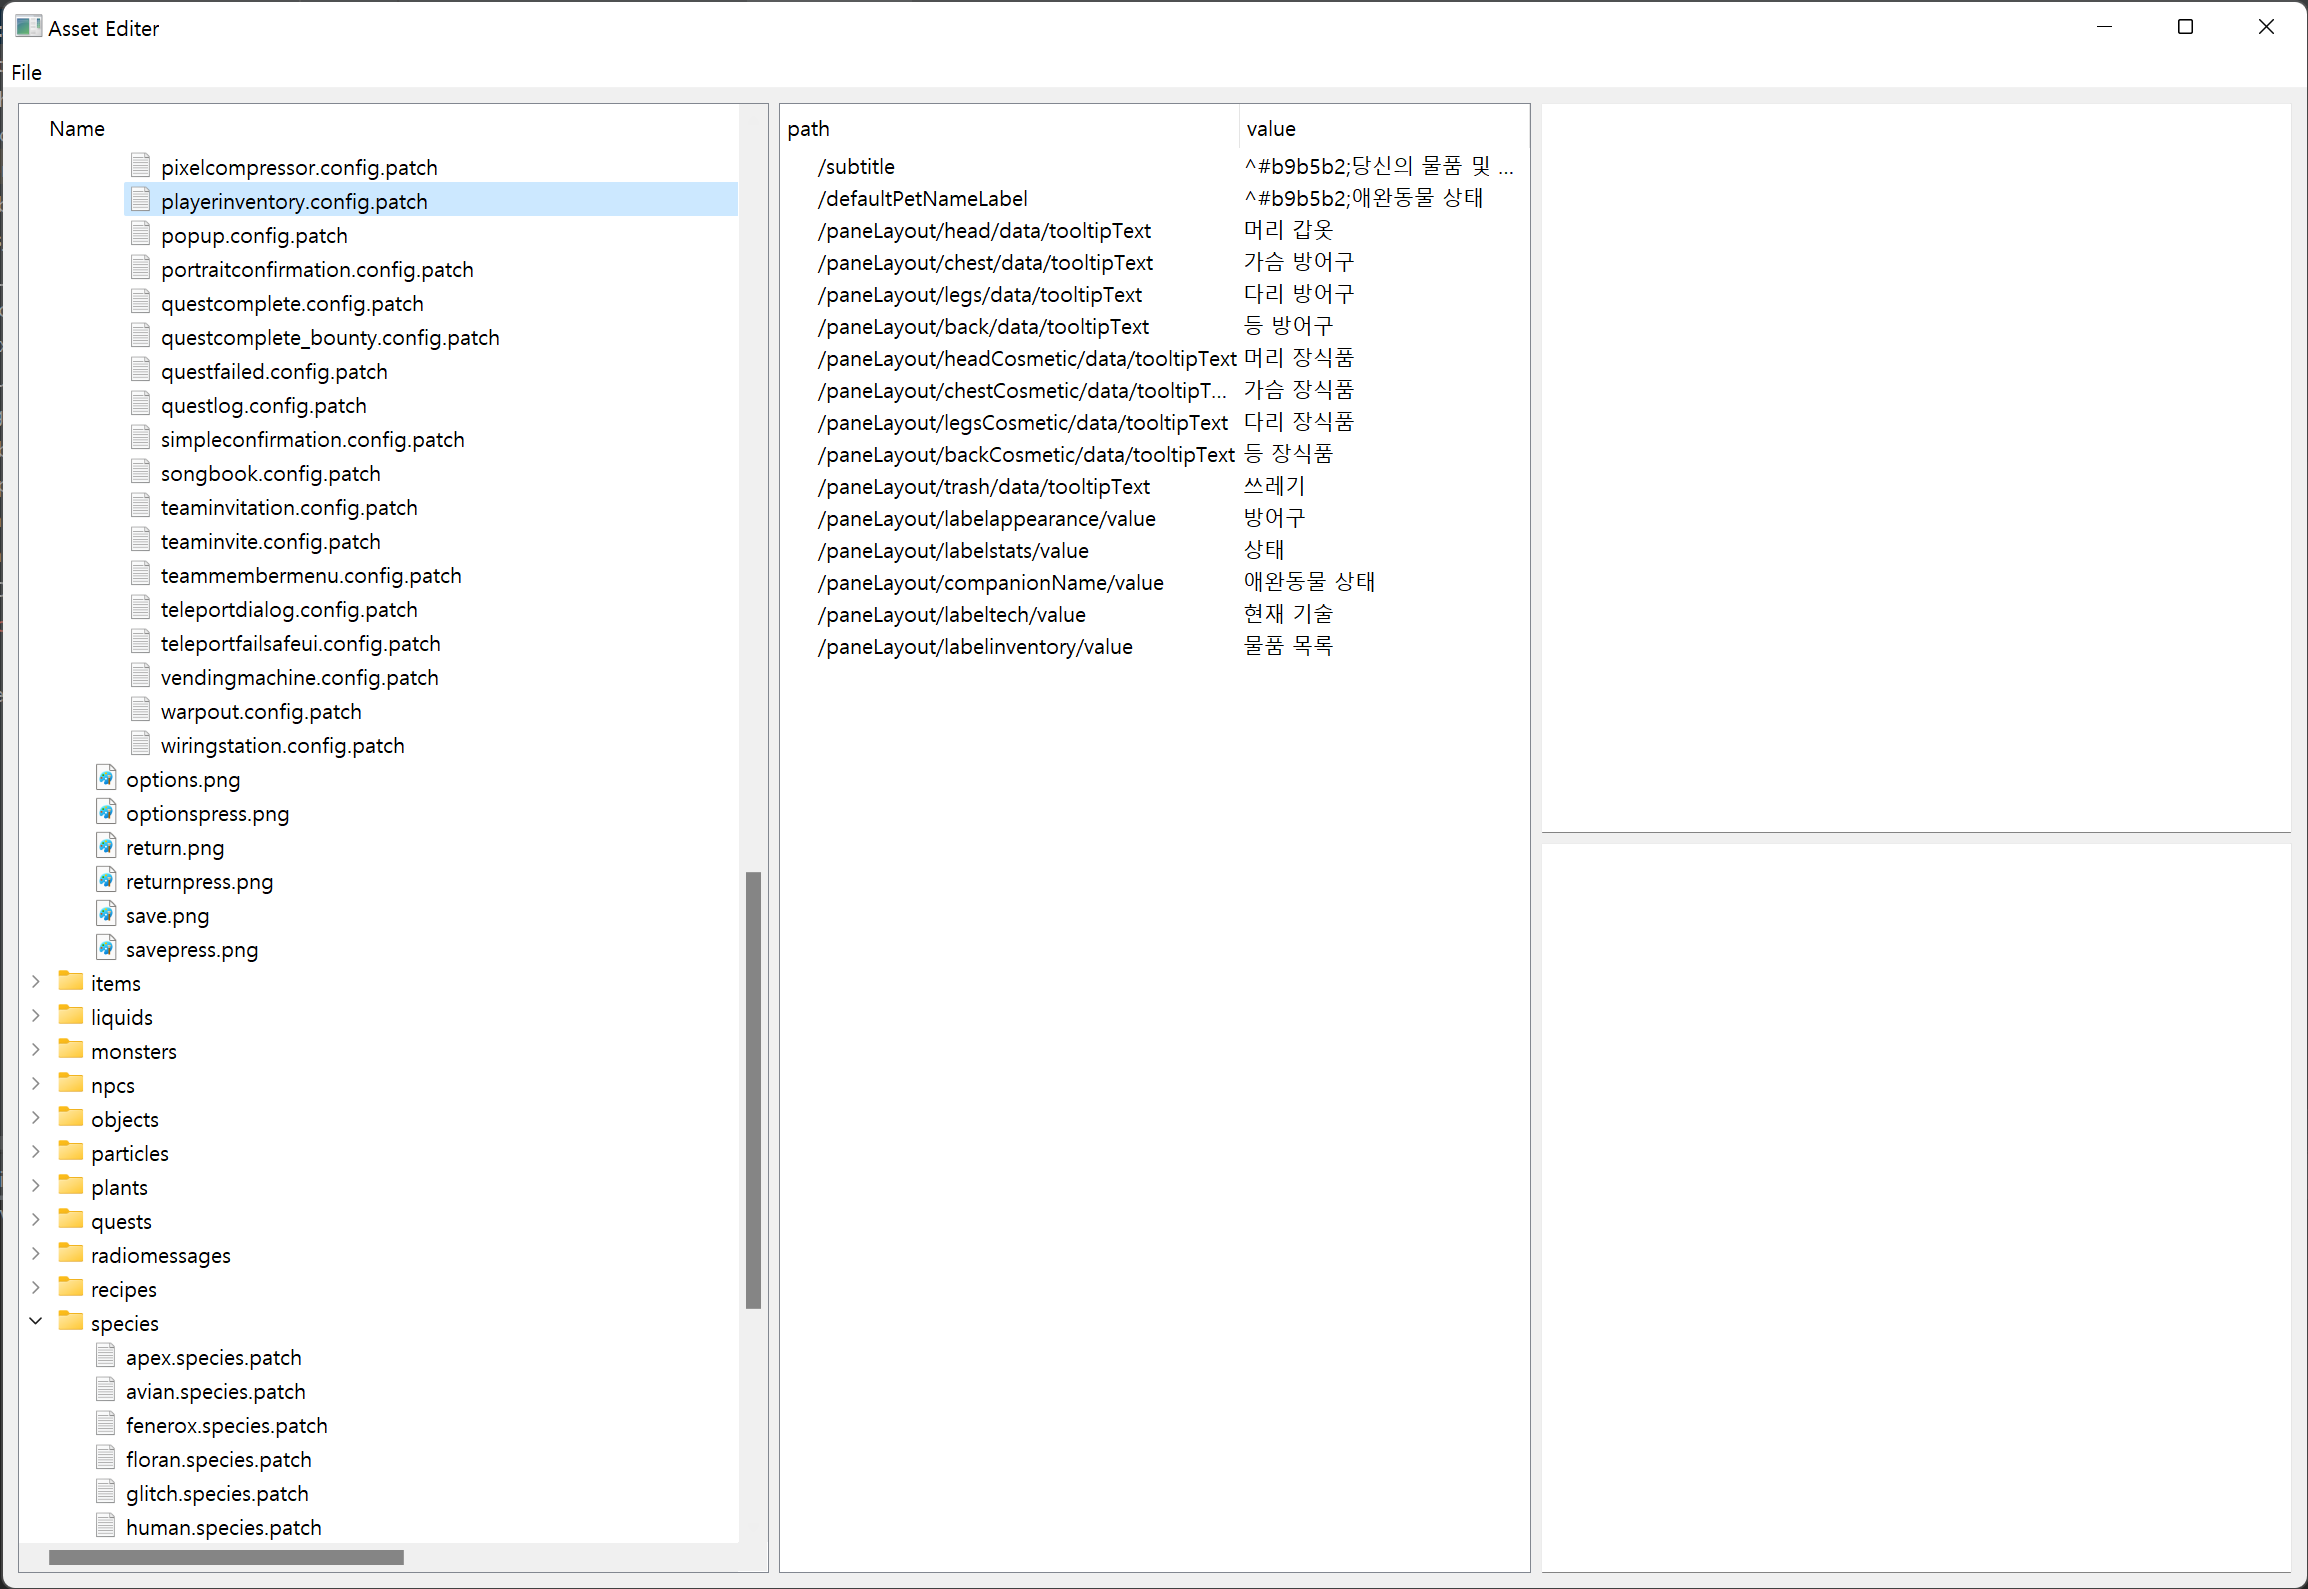 Asset Editer
File
Name
pixelcompressor.config.patch
playerinventory.config.patch
popup.config.patch
portraitconfirmation.config.patch
questcomplete.config.patch
questcomplete_bounty.config.patch
questfailed.config.patch
questlog.config.patch
simpleconfirmation.config.patch
songbook.config.patch
teaminvitation.config.patch
teaminvite.config.patch
teammembermenu.config.patch
teleportdialog.config.patch
teleportfailsafeui.config.patch
vendingmachine.config.patch
warpout.config.patch
wiringstation.config.patch
options.png
optionspress.png
return.png
returnpress.png
save.png
savepress.png
items
liquids
monsters
npcs
objects
particles
plants
quests
radiomessages
recipes
species
apex.species.patch
avian.species.patch
fenerox.species.patch
floran.species.patch
glitch.species.patch
human.species.patch
path value
/subtitle ^#b9b5b2;당신의 물품 및 ...
/defaultPetNameLabel ^#b9b5b2;애완동물 상태
/paneLayout/head/data/tooltipText 머리 갑옷
/paneLayout/chest/data/tooltipText 가슴 방어구
/paneLayout/legs/data/tooltipText 다리 방어구
/paneLayout/back/data/tooltipText 등 방어구
/paneLayout/headCosmetic/data/tooltipText 머리 장식품
/paneLayout/chestCosmetic/data/tooltipT... 가슴 장식품
/paneLayout/legsCosmetic/data/tooltipText 다리 장식품
/paneLayout/backCosmetic/data/tooltipText 등 장식품
/paneLayout/trash/data/tooltipText 쓰레기
/paneLayout/labelappearance/value 방어구
/paneLayout/labelstats/value 상태
/paneLayout/companionName/value 애완동물 상태
/paneLayout/labeltech/value 현재 기술
/paneLayout/labelinventory/value 물품 목록